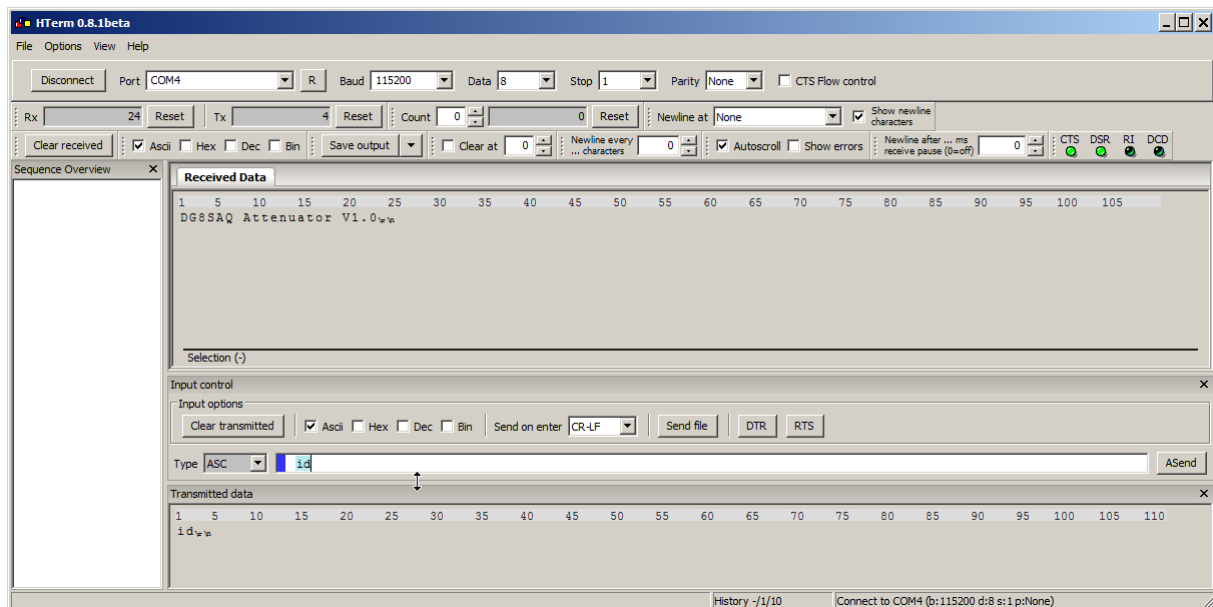 HTerm 0.8.1beta
File Options View Help
Disconnect Port COM4 R Baud 115200 Data 8 Stop 1 Parity None CTS Flow control
Rx 24 Reset Tx 4 Reset Count 0 0 Reset Newline at None Show newline characters
Clear received Ascii Hex Dec Bin Save output Clear at 0 Newline every ... characters 0 Autoscroll Show errors Newline after ... ms receive pause (0=off) 0 CTS DSR RI DCD
Sequence Overview
Received Data
1 5 10 15 20 25 30 35 40 45 50 55 60 65 70 75 80 85 90 95 100 105
DG8SAQ Attenuator V1.0\r\n
Selection (-)
Input control
Input options
Clear transmitted Ascii Hex Dec Bin Send on enter CR-LF Send file DTR RTS
Type ASC id ASend
Transmitted data
1 5 10 15 20 25 30 35 40 45 50 55 60 65 70 75 80 85 90 95 100 105 110
id\r\n
History -/1/10 Connect to COM4 (b:115200 d:8 s:1 p:None)